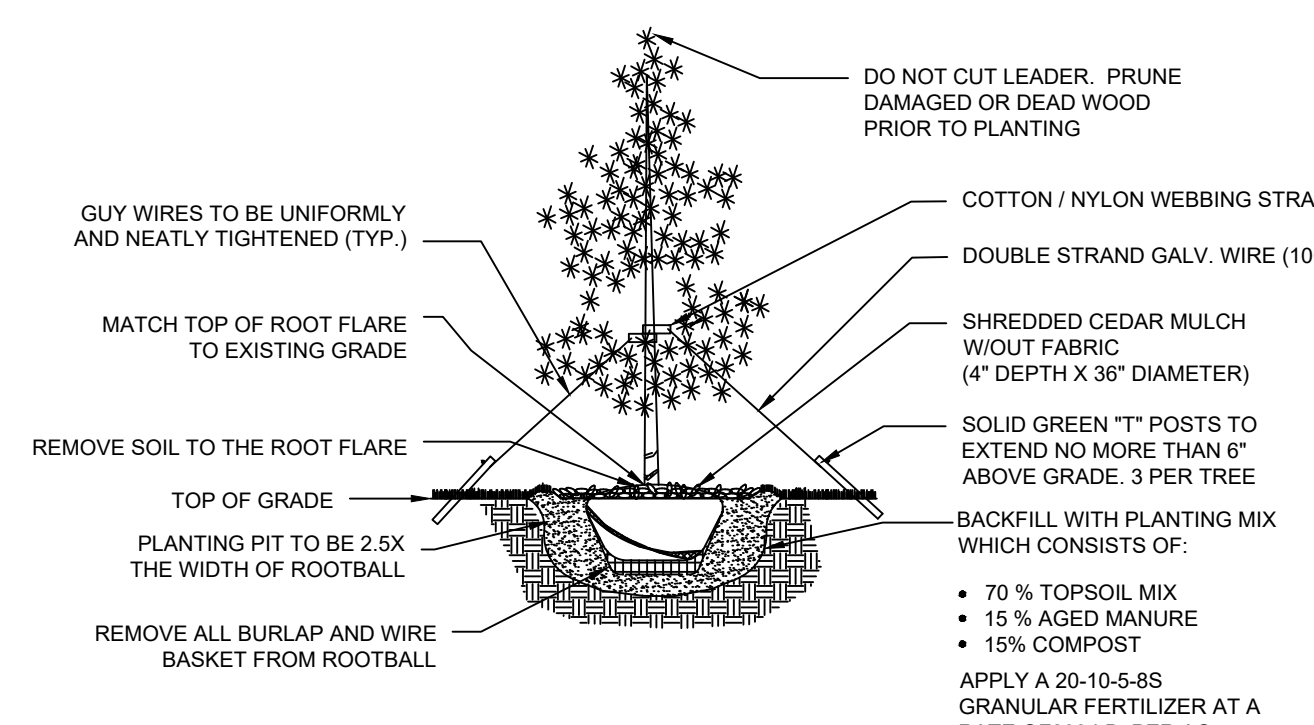 DO NOT CUT LEADER. PRUNE
DAMAGED OR DEAD WOOD
PRIOR TO PLANTING
GUY WIRES TO BE UNIFORMLY
AND NEATLY TIGHTENED (TYP.)
COTTON / NYLON WEBBING STRA
DOUBLE STRAND GALV. WIRE (10
MATCH TOP OF ROOT FLARE
TO EXISTING GRADE
SHREDDED CEDAR MULCH
W/OUT FABRIC
(4" DEPTH X 36" DIAMETER)
REMOVE SOIL TO THE ROOT FLARE
SOLID GREEN "T" POSTS TO
EXTEND NO MORE THAN 6"
ABOVE GRADE. 3 PER TREE
TOP OF GRADE
PLANTING PIT TO BE 2.5X
THE WIDTH OF ROOTBALL
BACKFILL WITH PLANTING MIX
WHICH CONSISTS OF:
• 70 % TOPSOIL MIX
• 15 % AGED MANURE
• 15% COMPOST
REMOVE ALL BURLAP AND WIRE
BASKET FROM ROOTBALL
APPLY A 20-10-5-8S
GRANULAR FERTILIZER AT A